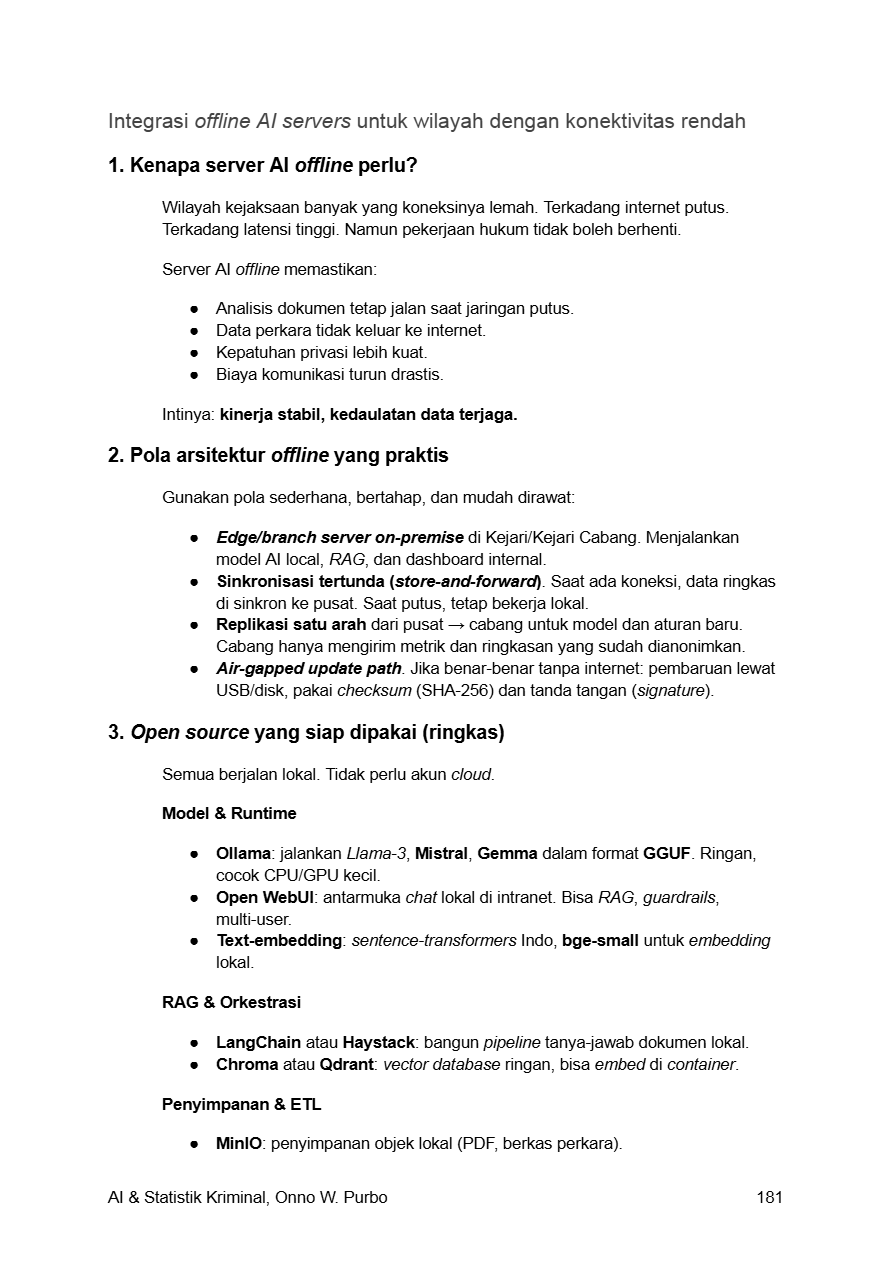 Integrasi offline AI servers untuk wilayah dengan konektivitas rendah
1. Kenapa server AI offline perlu?
Wilayah kejaksaan banyak yang koneksinya lemah. Terkadang internet putus.
Terkadang latensi tinggi. Namun pekerjaan hukum tidak boleh berhenti.
Server AI offline memastikan:
● Analisis dokumen tetap jalan saat jaringan putus.
● Data perkara tidak keluar ke internet.
● Kepatuhan privasi lebih kuat.
● Biaya komunikasi turun drastis.
Intinya: kinerja stabil, kedaulatan data terjaga.
2. Pola arsitektur offline yang praktis
Gunakan pola sederhana, bertahap, dan mudah dirawat:
● Edge/branch server on-premise di Kejari/Kejari Cabang. Menjalankan
model AI local, RAG, dan dashboard internal.
● Sinkronisasi tertunda (store-and-forward). Saat ada koneksi, data ringkas
di sinkron ke pusat. Saat putus, tetap bekerja lokal.
● Replikasi satu arah dari pusat → cabang untuk model dan aturan baru.
Cabang hanya mengirim metrik dan ringkasan yang sudah dianonimkan.
● Air-gapped update path. Jika benar-benar tanpa internet: pembaruan lewat
USB/disk, pakai checksum (SHA-256) dan tanda tangan (signature).
3. Open source yang siap dipakai (ringkas)
Semua berjalan lokal. Tidak perlu akun cloud.
Model & Runtime
● Ollama: jalankan Llama-3, Mistral, Gemma dalam format GGUF. Ringan,
cocok CPU/GPU kecil.
● Open WebUI: antarmuka chat lokal di intranet. Bisa RAG, guardrails,
multi-user.
● Text-embedding: sentence-transformers Indo, bge-small untuk embedding
lokal.
RAG & Orkestrasi
● LangChain atau Haystack: bangun pipeline tanya-jawab dokumen lokal.
● Chroma atau Qdrant: vector database ringan, bisa embed di container.
Penyimpanan & ETL
● MinIO: penyimpanan objek lokal (PDF, berkas perkara).
AI & Statistik Kriminal, Onno W. Purbo 181